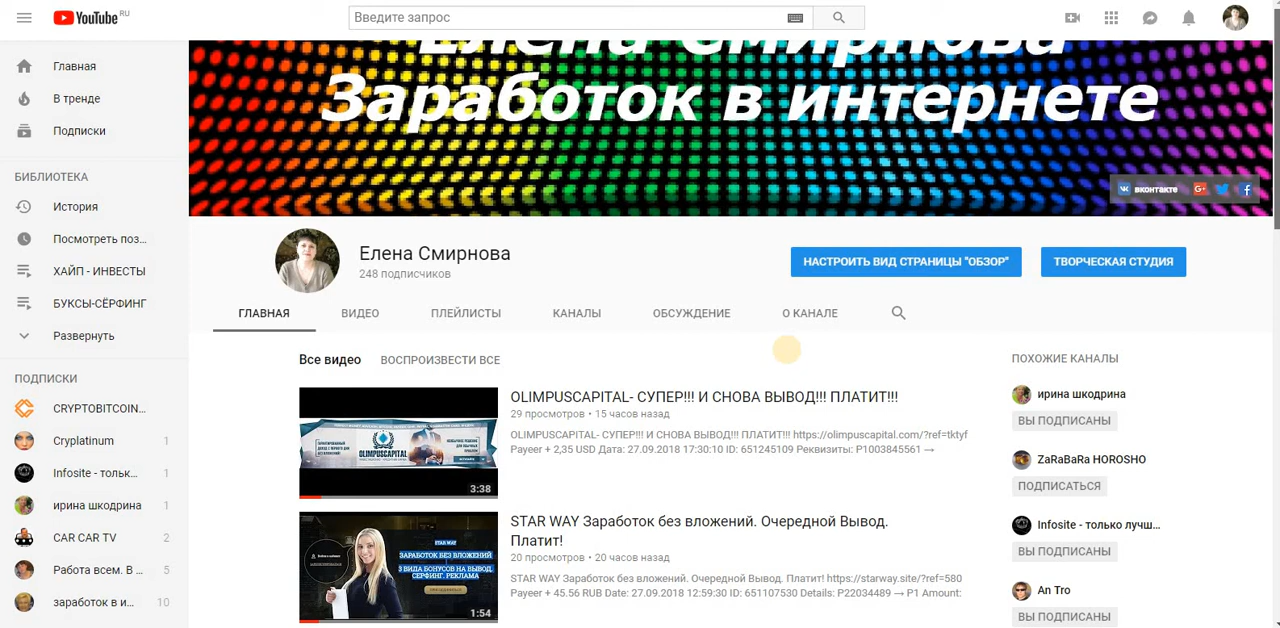 YouTube RU
Введите запрос
Главная
В тренде
Подписки
БИБЛИОТЕКА
История
Посмотреть поз...
ХАЙП - ИНВЕСТЫ
БУКСЫ-СЁРФИНГ
Развернуть
ПОДПИСКИ
CRYPTOBITCOIN...
Cryplatinum 1
Infosite - тольк... 1
ирина шкодрина 1
CAR CAR TV 2
Работа всем. В ... 5
заработок в и... 10
Елена Смирнова
Заработок в интернете
вконтакте
Елена Смирнова
248 подписчиков
НАСТРОИТЬ ВИД СТРАНИЦЫ "ОБЗОР"
ТВОРЧЕСКАЯ СТУДИЯ
ГЛАВНАЯ ВИДЕО ПЛЕЙЛИСТЫ КАНАЛЫ ОБСУЖДЕНИЕ О КАНАЛЕ
Все видео ВОСПРОИЗВЕСТИ ВСЕ
OLIMPUSCAPITAL
3:38
OLIMPUSCAPITAL- СУПЕР!!! И СНОВА ВЫВОД!!! ПЛАТИТ!!!
29 просмотров • 15 часов назад
OLIMPUSCAPITAL- СУПЕР!!! И СНОВА ВЫВОД!!! ПЛАТИТ!!! https://olimpuscapital.com/?ref=tktyf
Payeer + 2,35 USD Дата: 27.09.2018 17:30:10 ID: 651245109 Реквизиты: P1003845561 →
STAR WAY
ЗАРАБОТОК БЕЗ ВЛОЖЕНИЙ
3 ВИДА БОНУСОВ НА ВЫВОД,
СЕРФИНГ. РЕКЛАМА
1:54
STAR WAY Заработок без вложений. Очередной Вывод.
Платит!
20 просмотров • 20 часов назад
STAR WAY Заработок без вложений. Очередной Вывод. Платит! https://starway.site/?ref=580
Payeer + 45.56 RUB Date: 27.09.2018 12:59:30 ID: 651107530 Details: P22034489 → P1 Amount:
ПОХОЖИЕ КАНАЛЫ
ирина шкодрина
ВЫ ПОДПИСАНЫ
ZaRaBaRa HOROSHO
ПОДПИСАТЬСЯ
Infosite - только лучш...
ВЫ ПОДПИСАНЫ
An Tro
ВЫ ПОДПИСАНЫ